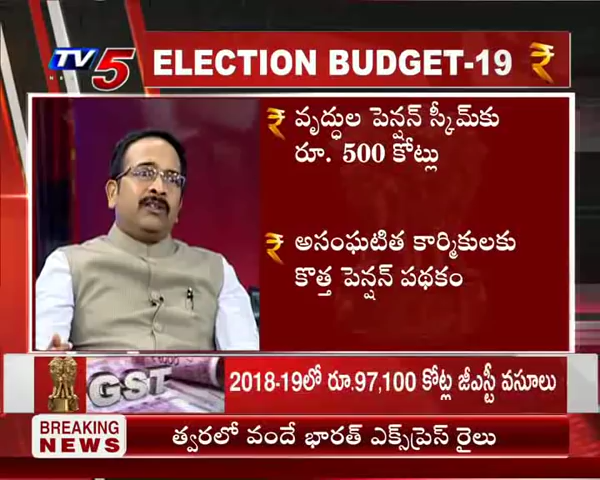 TV5
NEWS
ELECTION BUDGET-19
వృద్ధుల పెన్షన్ స్కీమ్‌కు
రూ. 500 కోట్లు
అసంఘటిత కార్మికులకు
కొత్త పెన్షన్ పథకం
GST
2018-19లో రూ.97,100 కోట్ల జీఎస్టీ వసూలు
BREAKING
NEWS
త్వరలో వందే భారత్ ఎక్స్‌ప్రెస్ రైలు